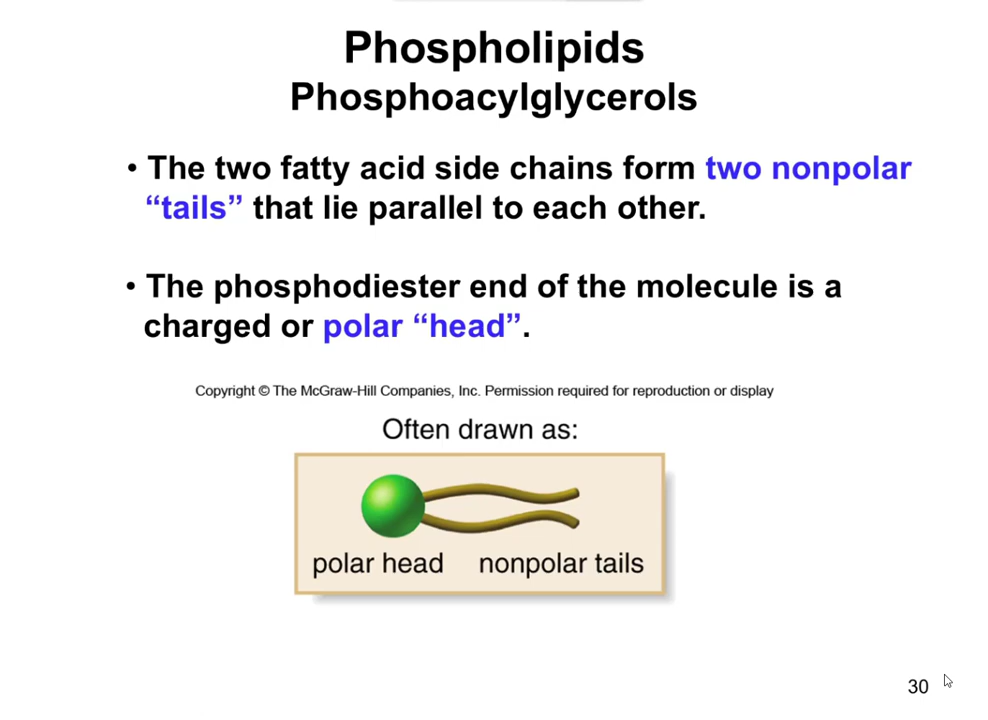 Phospholipids
Phosphoacylglycerols
• The two fatty acid side chains form two nonpolar
“tails” that lie parallel to each other.
• The phosphodiester end of the molecule is a
charged or polar “head”.
Copyright © The McGraw-Hill Companies, Inc. Permission required for reproduction or display
Often drawn as:
polar head nonpolar tails
30